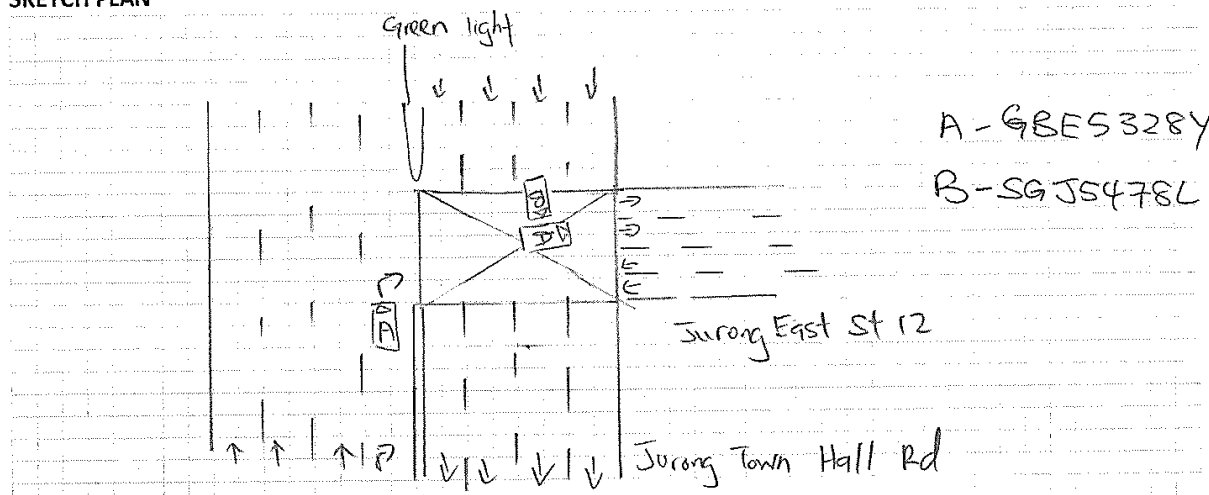 SKETCH PLAN
Green light
A - GBE5328Y
B - SGJ5478L
B
A
A
Jurong East St 12
Jurong Town Hall Rd